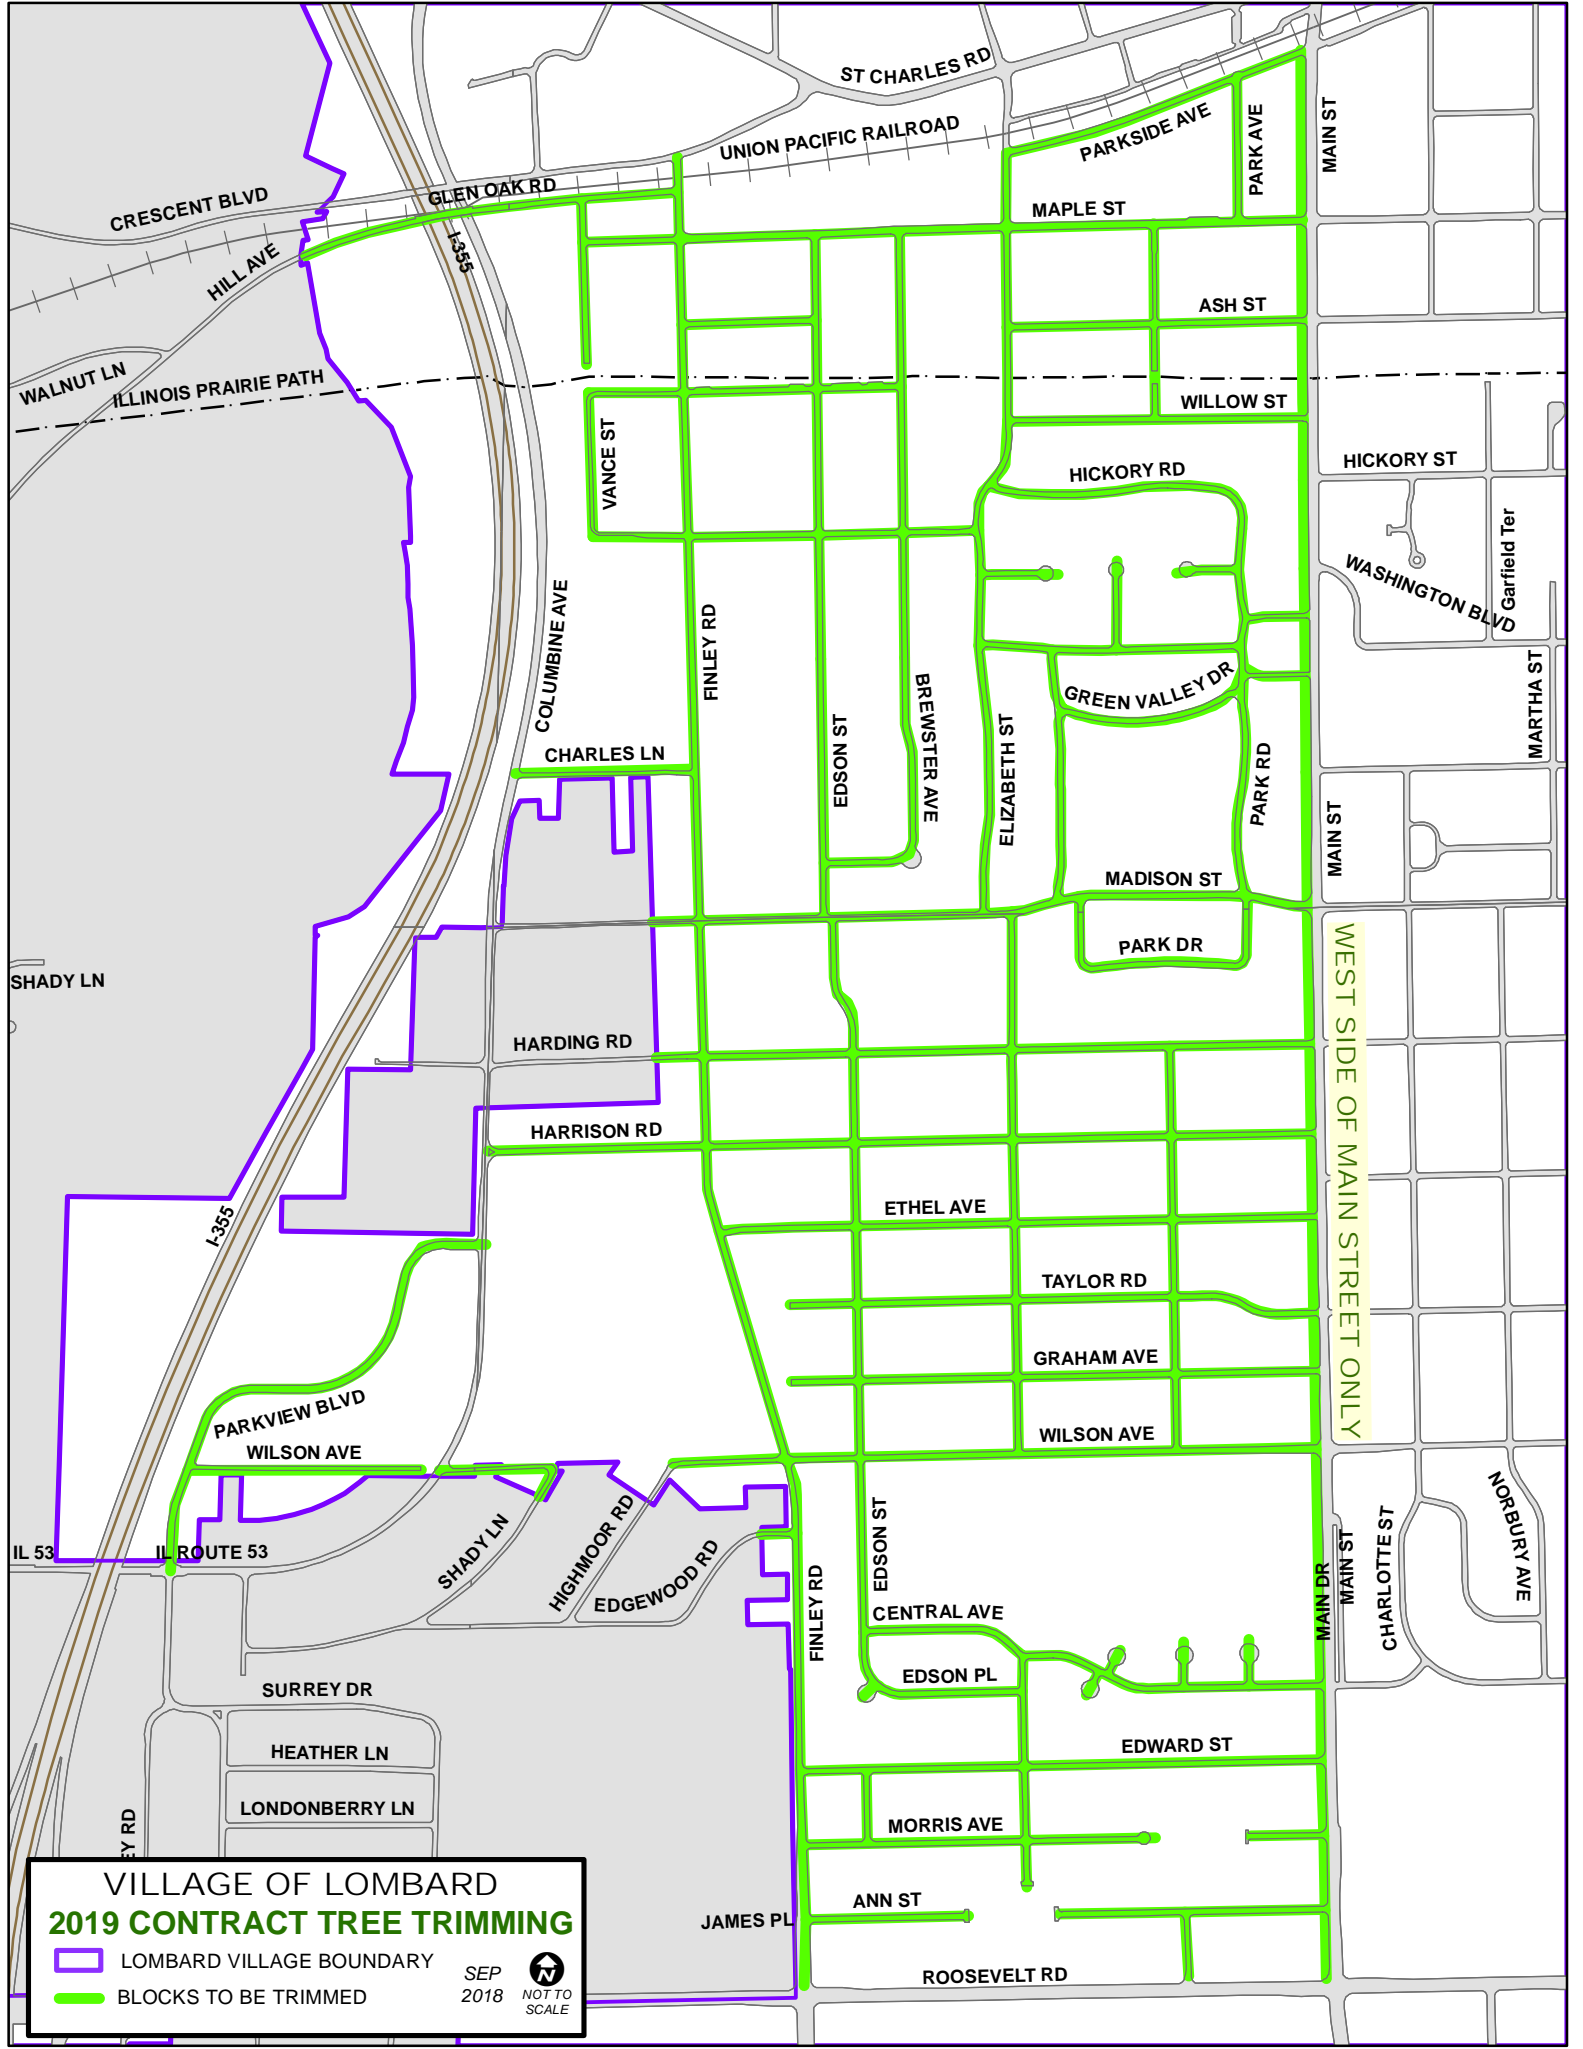 ST CHARLES RD
UNION PACIFIC RAILROAD
PARKSIDE AVE
PARK AVE
MAIN ST
CRESCENT BLVD
GLEN OAK RD
MAPLE ST
I-355
HILL AVE
ASH ST
WALNUT LN
ILLINOIS PRAIRIE PATH
WILLOW ST
VANCE ST
HICKORY RD
HICKORY ST
Garfield Ter
WASHINGTON BLVD
COLUMBINE AVE
FINLEY RD
BREWSTER AVE
GREEN VALLEY DR
MARTHA ST
EDSON ST
ELIZABETH ST
PARK RD
CHARLES LN
MAIN ST
MADISON ST
PARK DR
SHADY LN
WEST SIDE OF MAIN STREET ONLY
HARDING RD
HARRISON RD
ETHEL AVE
I-355
TAYLOR RD
GRAHAM AVE
PARKVIEW BLVD
WILSON AVE
WILSON AVE
NORBURY AVE
EDSON ST
CHARLOTTE ST
SHADY LN
HIGHMOOR RD
EDGEWOOD RD
IL 53
IL ROUTE 53
FINLEY RD
MAIN DR
MAIN ST
CENTRAL AVE
EDSON PL
SURREY DR
EDWARD ST
HEATHER LN
LONDONBERRY LN
MORRIS AVE
EY RD
ANN ST
JAMES PL
ROOSEVELT RD
VILLAGE OF LOMBARD
2019 CONTRACT TREE TRIMMING
LOMBARD VILLAGE BOUNDARY
BLOCKS TO BE TRIMMED
SEP
2018
N
NOT TO
SCALE